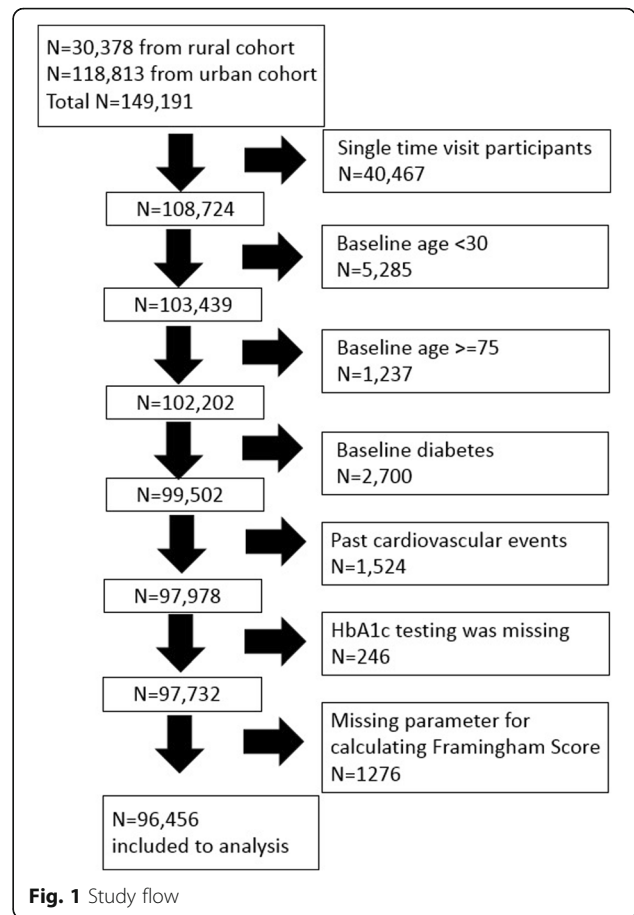 N=30,378 from rural cohort
N=118,813 from urban cohort
Total N=149,191
Single time visit participants
N=40,467
N=108,724
Baseline age <30
N=5,285
N=103,439
Baseline age >=75
N=1,237
N=102,202
Baseline diabetes
N=2,700
N=99,502
Past cardiovascular events
N=1,524
N=97,978
HbA1c testing was missing
N=246
N=97,732
Missing parameter for
calculating Framingham Score
N=1276
N=96,456
included to analysis
Fig. 1 Study flow